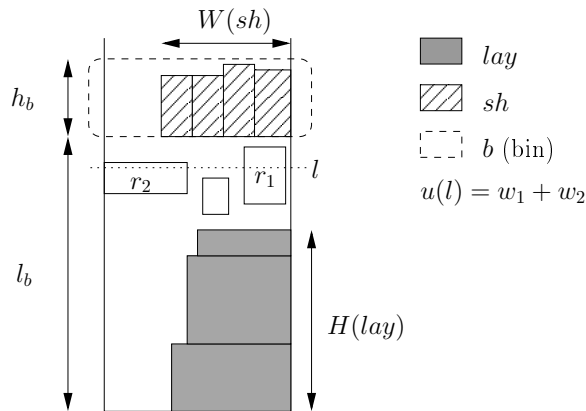 W(sh)
h_b
l_b
r_2
r_1
l
H(lay)
lay
sh
b (bin)
u(l) = w_1 + w_2